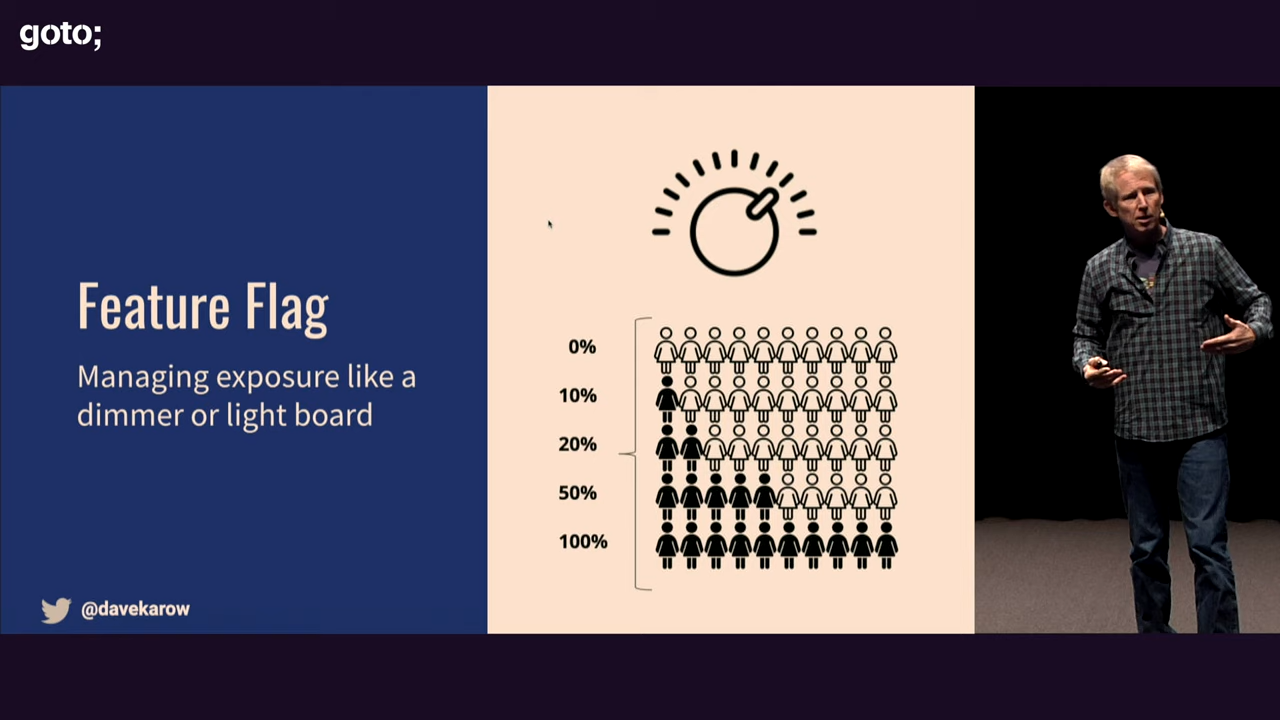 goto;
Feature Flag
Managing exposure like a
dimmer or light board
@davekarow
0%
10%
20%
50%
100%